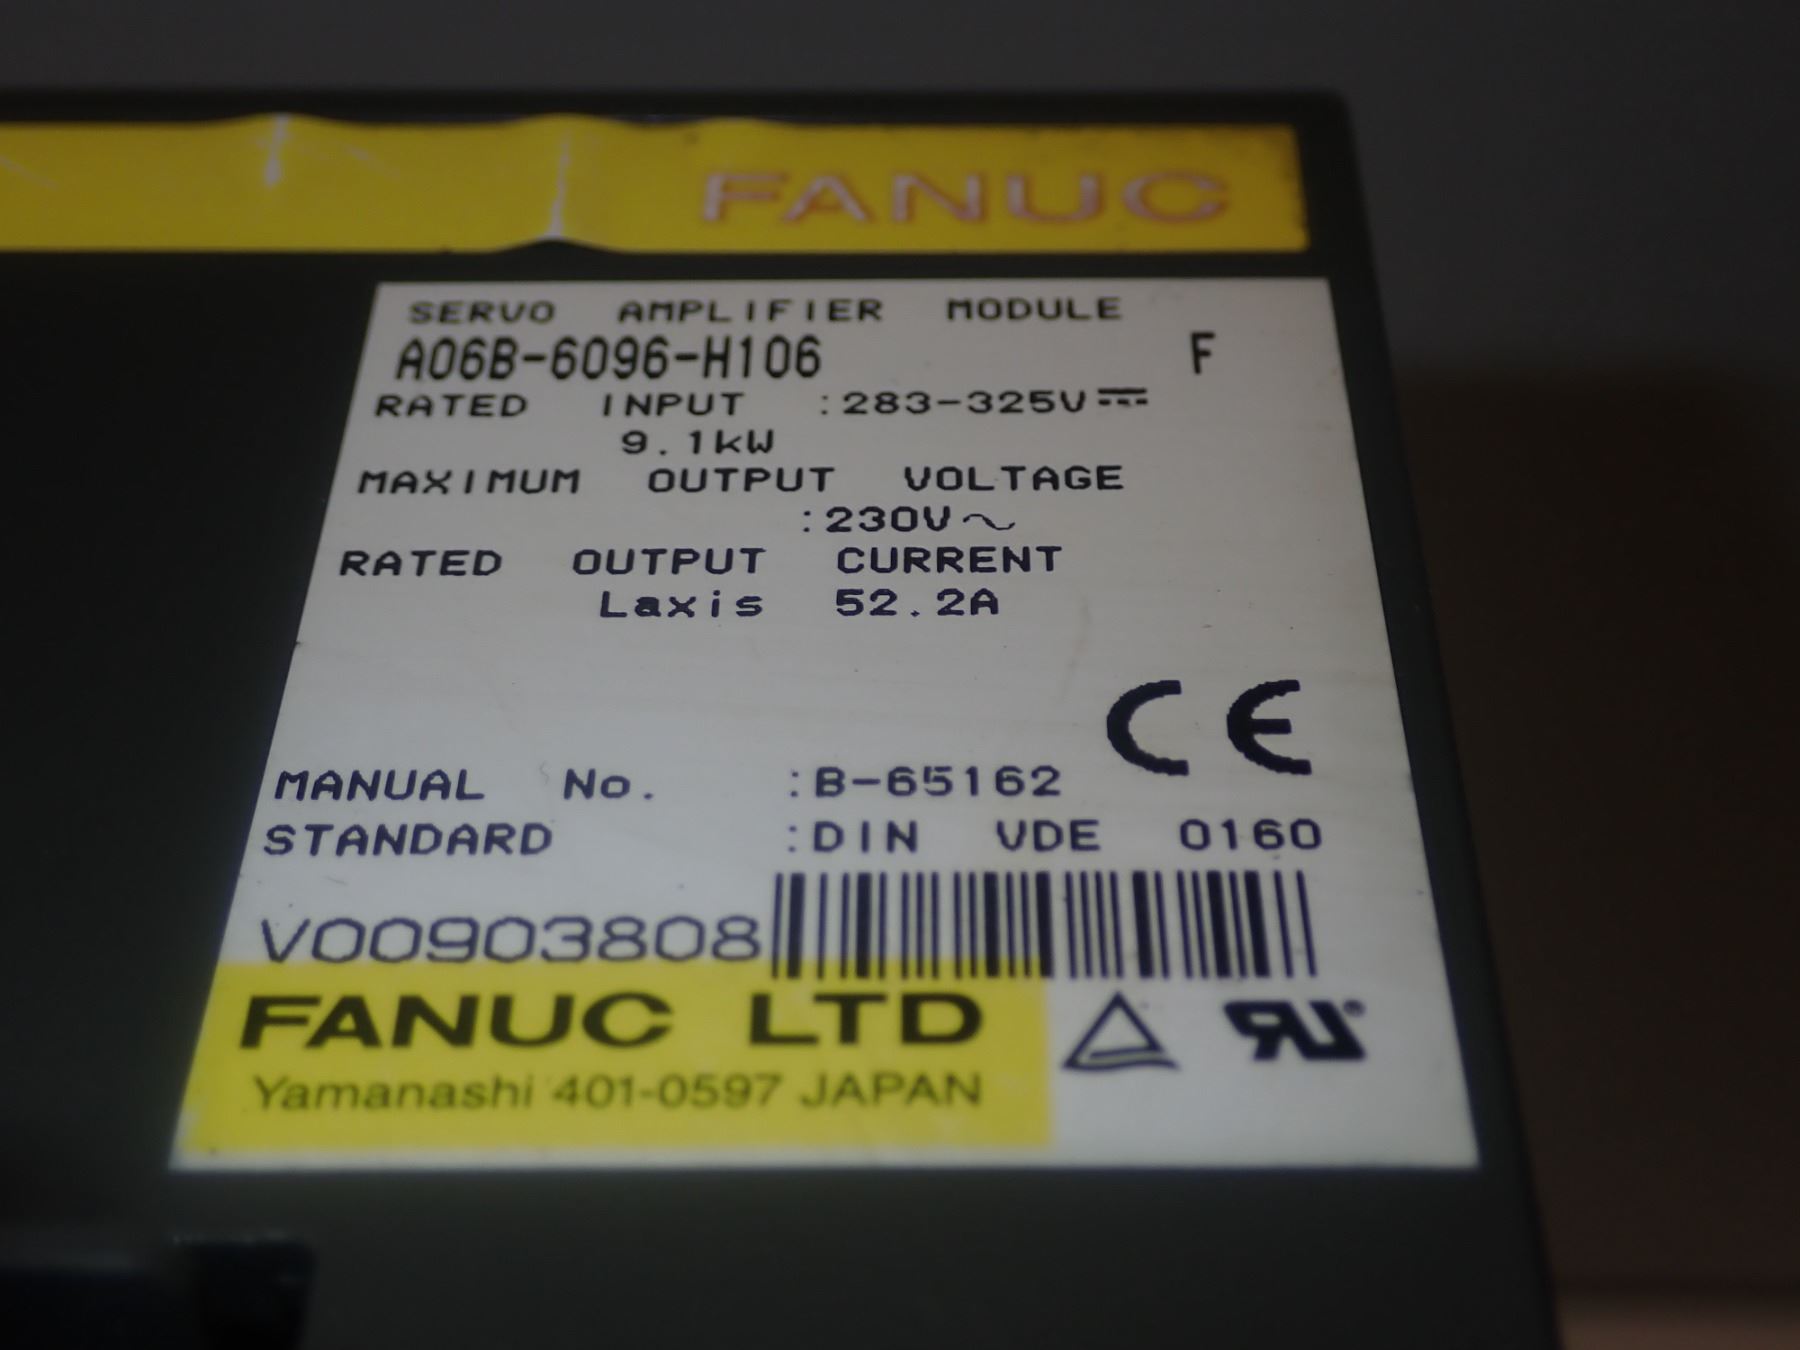 FANUC
SERVO AMPLIFIER MODULE
A06B-6096-H106 F
RATED INPUT :283-325V⎓
9.1kW
MAXIMUM OUTPUT VOLTAGE
:230V~
RATED OUTPUT CURRENT
Laxis 52.2A
CE
MANUAL No. :B-65162
STANDARD :DIN VDE 0160
V00903808
FANUC LTD
Yamanashi 401-0597 JAPAN